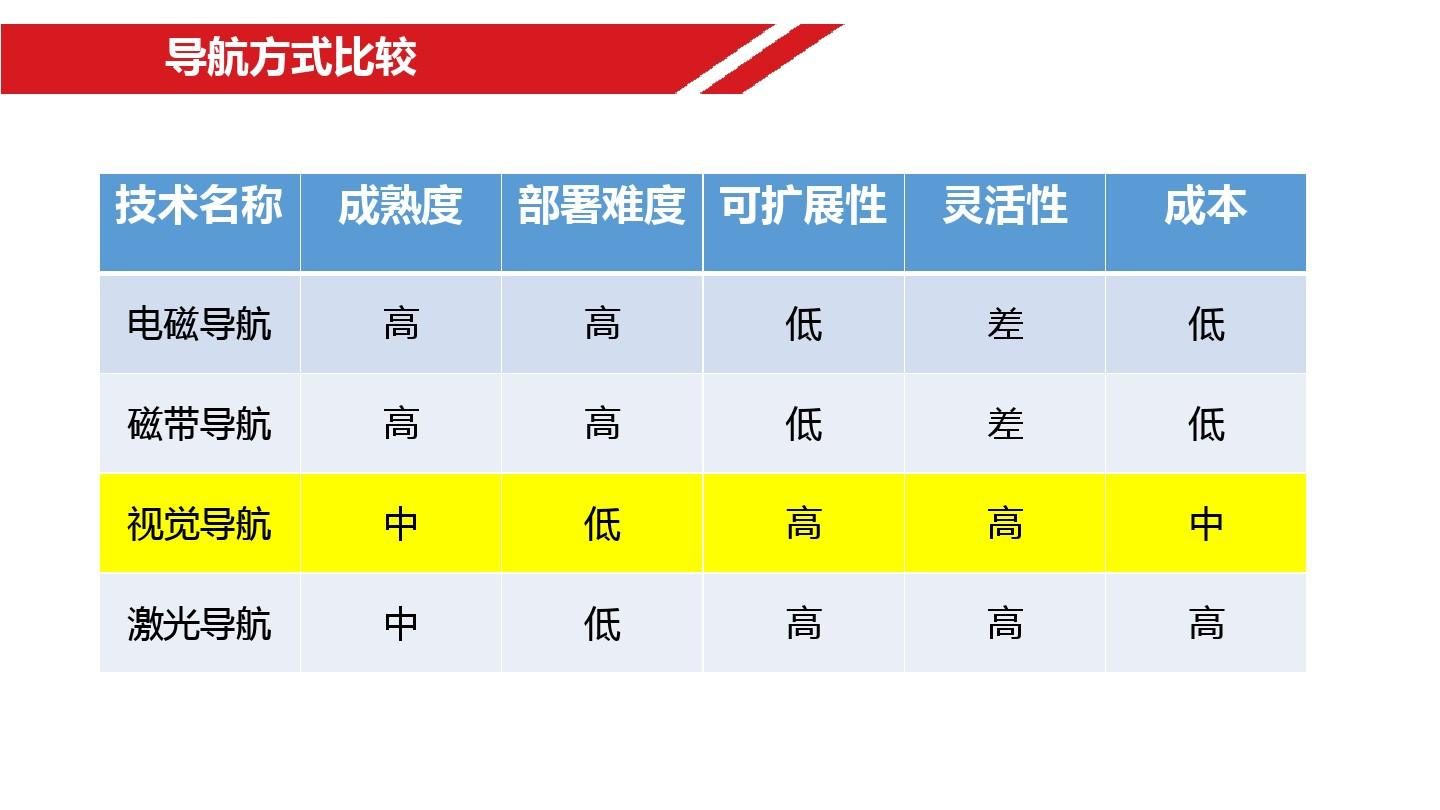 导航方式比较
技术名称 成熟度 部署难度 可扩展性 灵活性 成本
电磁导航 高 高 低 差 低
磁带导航 高 高 低 差 低
视觉导航 中 低 高 高 中
激光导航 中 低 高 高 高